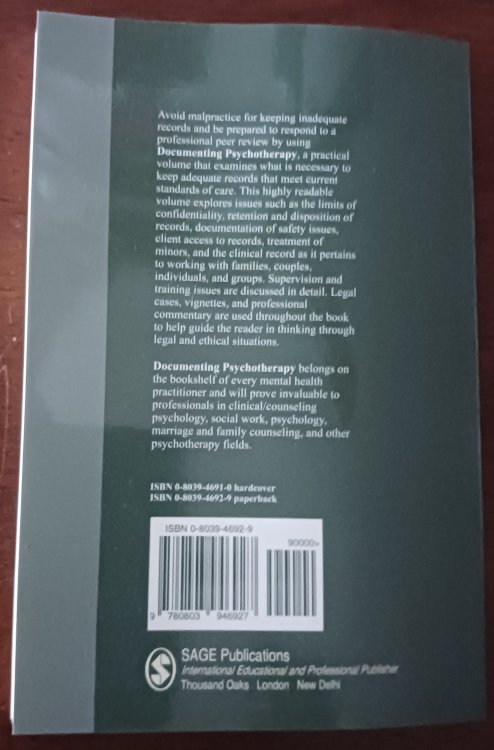 Avoid malpractice for keeping inadequate
records and be prepared to respond to a
professional peer review by using
Documenting Psychotherapy, a practical
volume that examines what is necessary to
keep adequate records that meet current
standards of care. This highly readable
volume explores issues such as the limits of
confidentiality, retention and disposition of
records, documentation of safety issues,
client access to records, treatment of
minors, and the clinical record as it pertains
to working with families, couples,
individuals, and groups. Supervision and
training issues are discussed in detail. Legal
cases, vignettes, and professional
commentary are used throughout the book
to help guide the reader in thinking through
legal and ethical situations.
Documenting Psychotherapy belongs on
the bookshelf of every mental health
practitioner and will prove invaluable to
professionals in clinical/counseling
psychology, social work, psychology,
marriage and family counseling, and other
psychotherapy fields.
ISBN 0-8039-4691-0 hardcover
ISBN 0-8039-4692-9 paperback
ISBN 0-8039-4692-9
90000>
9 780803 946927
S
SAGE Publications
International Educational and Professional Publisher
Thousand Oaks London New Delhi